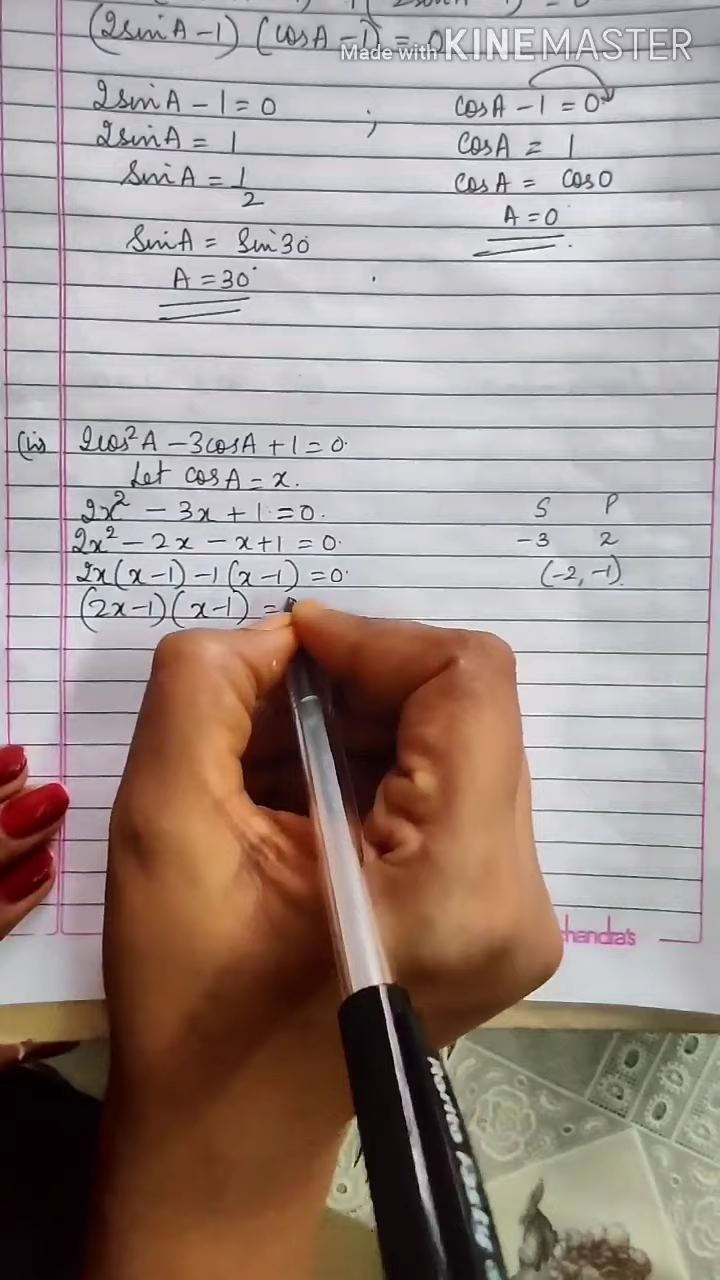 (2sinA-1) (cosA-1) = 0
Made with KINEMASTER
2sinA - 1 = 0 ; cosA - 1 = 0
2sinA = 1 cosA = 1
SinA = 1/2 cosA = cos0
A = 0
SinA = Sin30
A = 30°
2cos²A - 3cosA + 1 = 0.
Let cosA = x.
2x² - 3x + 1 = 0. S P
2x² - 2x - x + 1 = 0. -3 2
2x(x-1) - 1(x-1) = 0. (-2, -1).
(2x-1)(x-1) =
chandra's